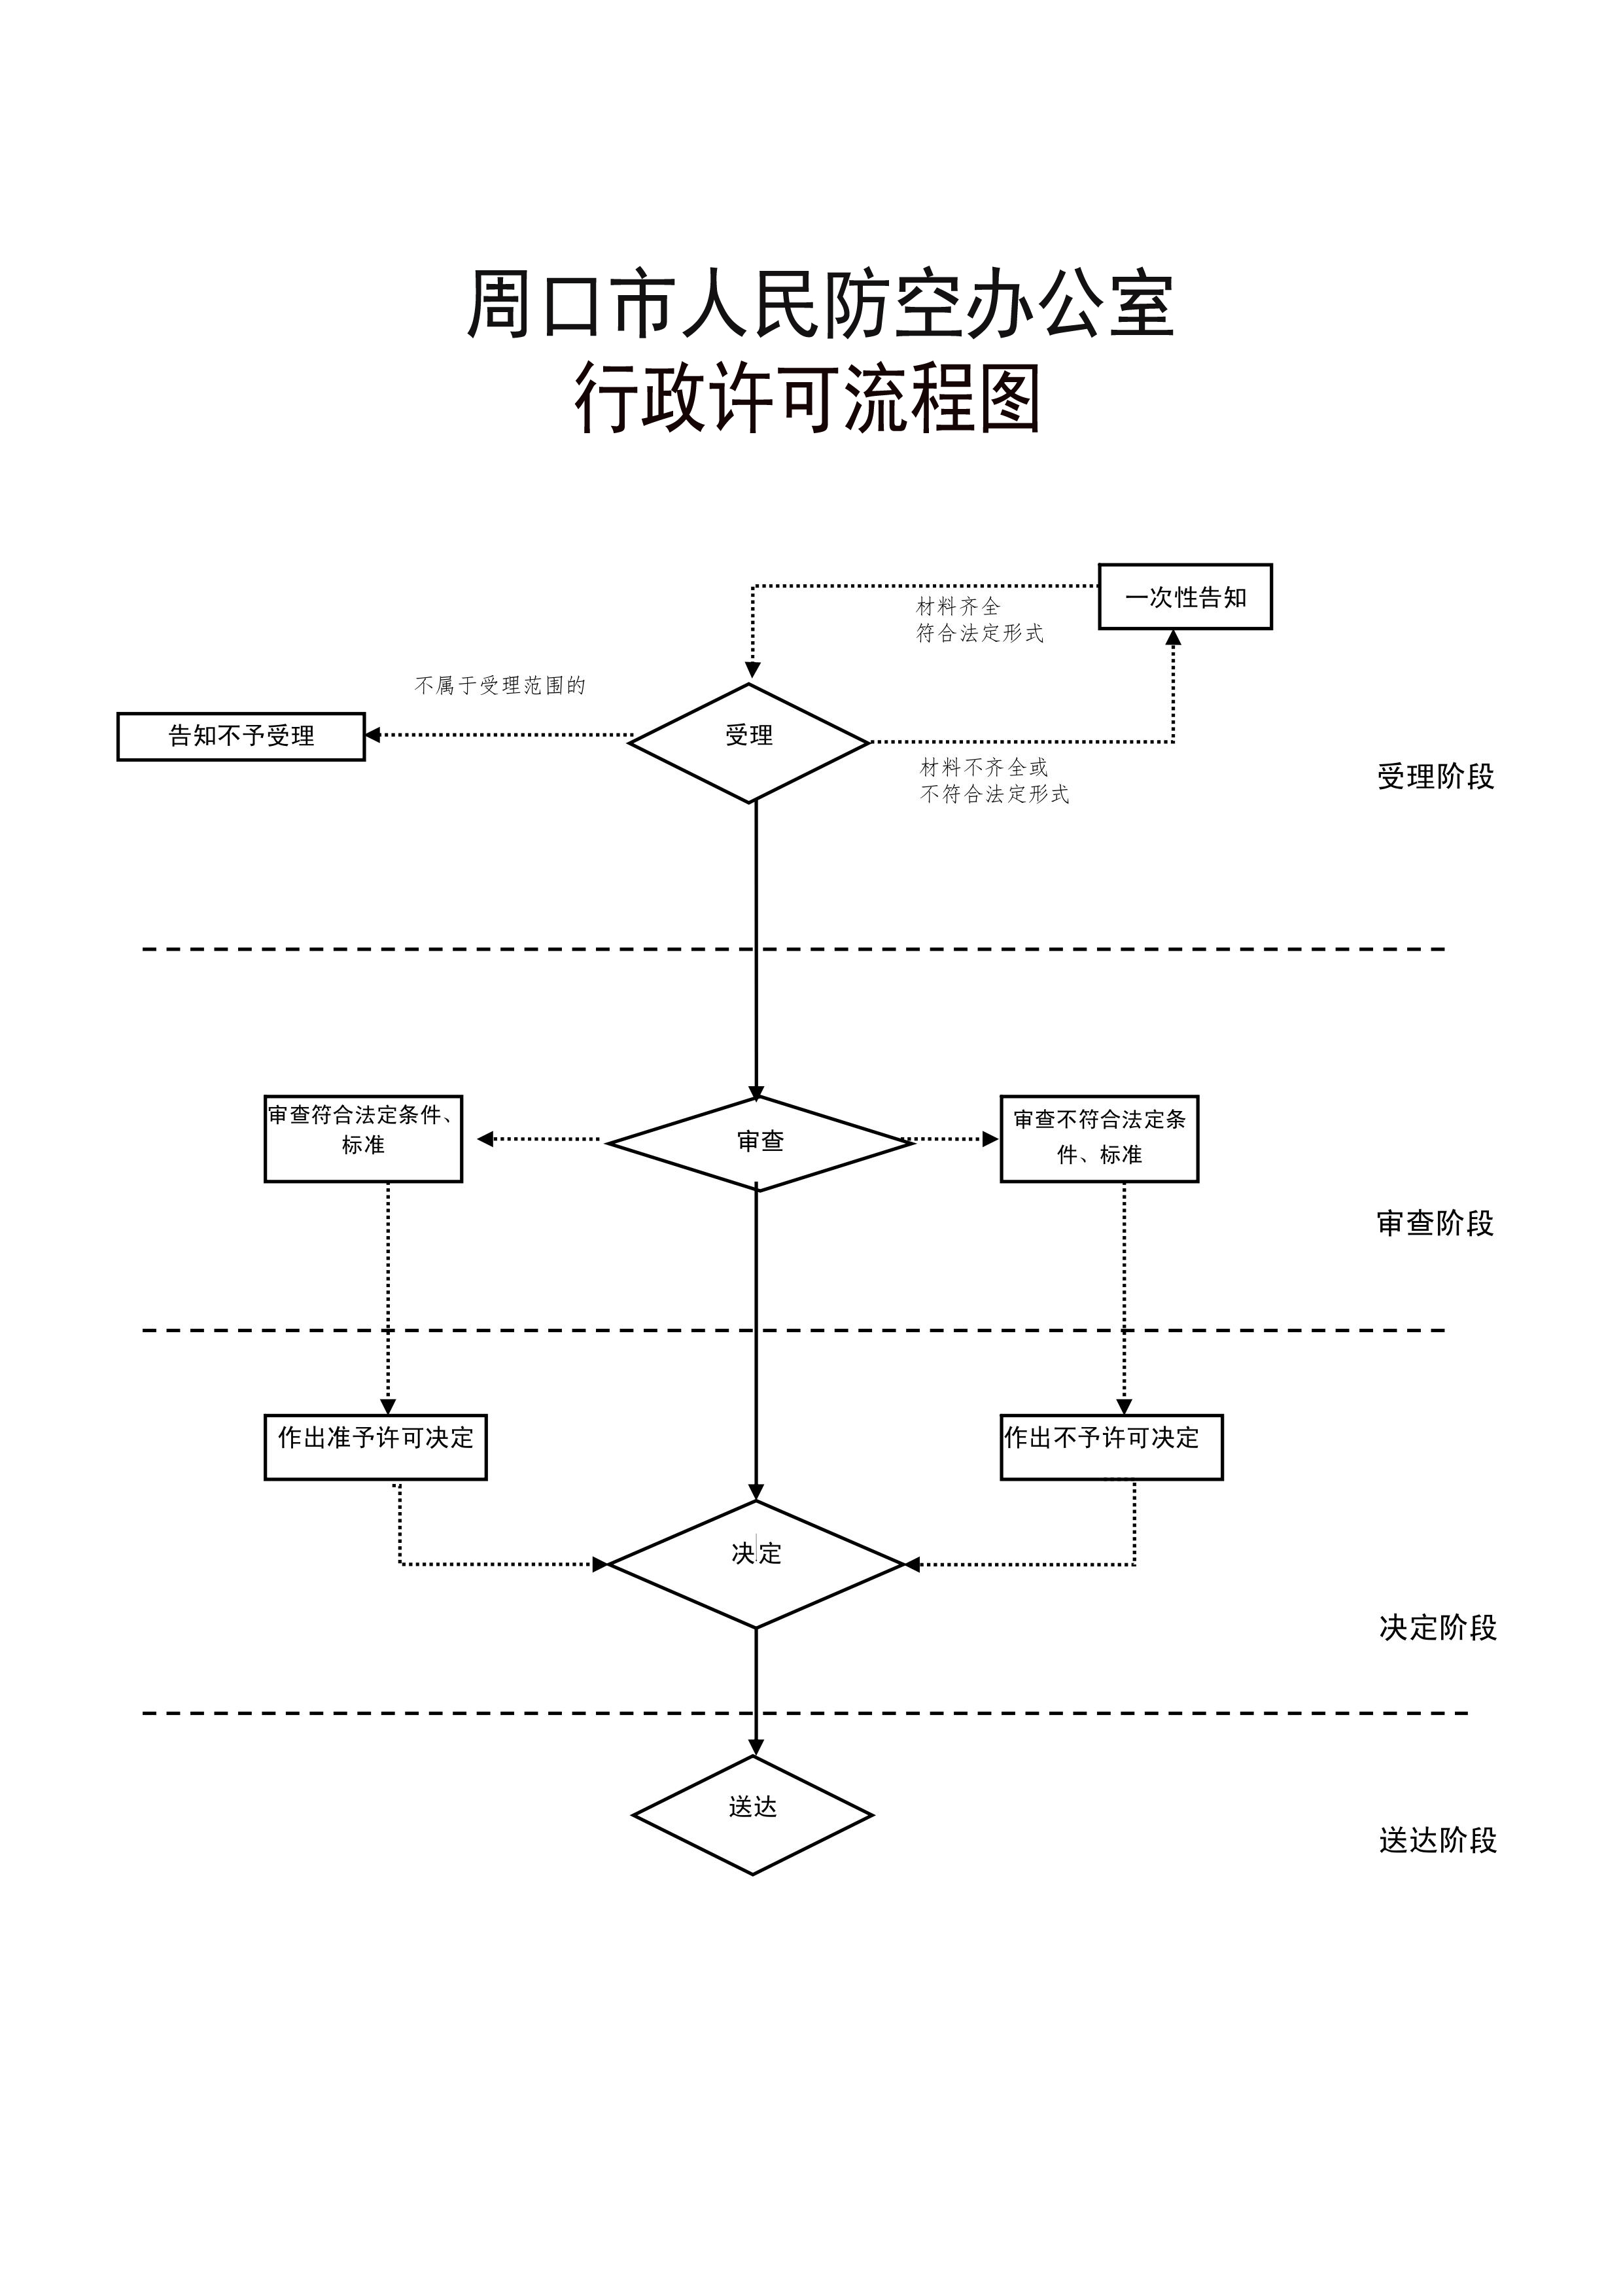 周口市人民防空办公室
行政许可流程图
一次性告知
材料齐全
符合法定形式
不属于受理范围的
告知不予受理
受理
材料不齐全或
不符合法定形式
受理阶段
审查符合法定条件、
标准
审查
审查不符合法定条
件、标准
审查阶段
作出准予许可决定
作出不予许可决定
决定
决定阶段
送达
送达阶段